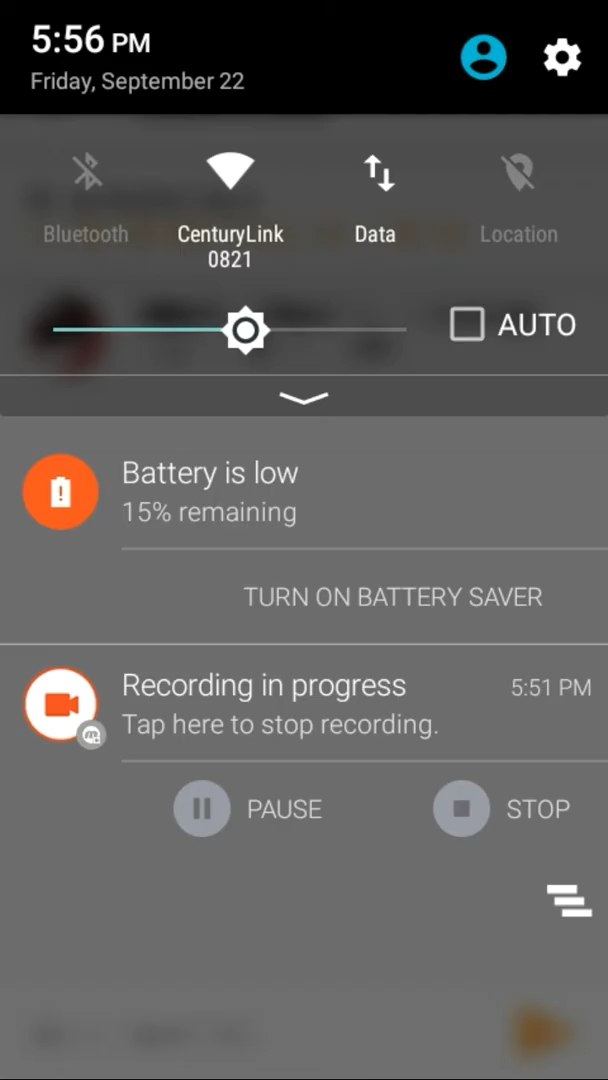 5:56 PM
Friday, September 22
Bluetooth
CenturyLink
0821
Data
Location
AUTO
Battery is low
15% remaining
TURN ON BATTERY SAVER
Recording in progress
5:51 PM
Tap here to stop recording.
PAUSE
STOP